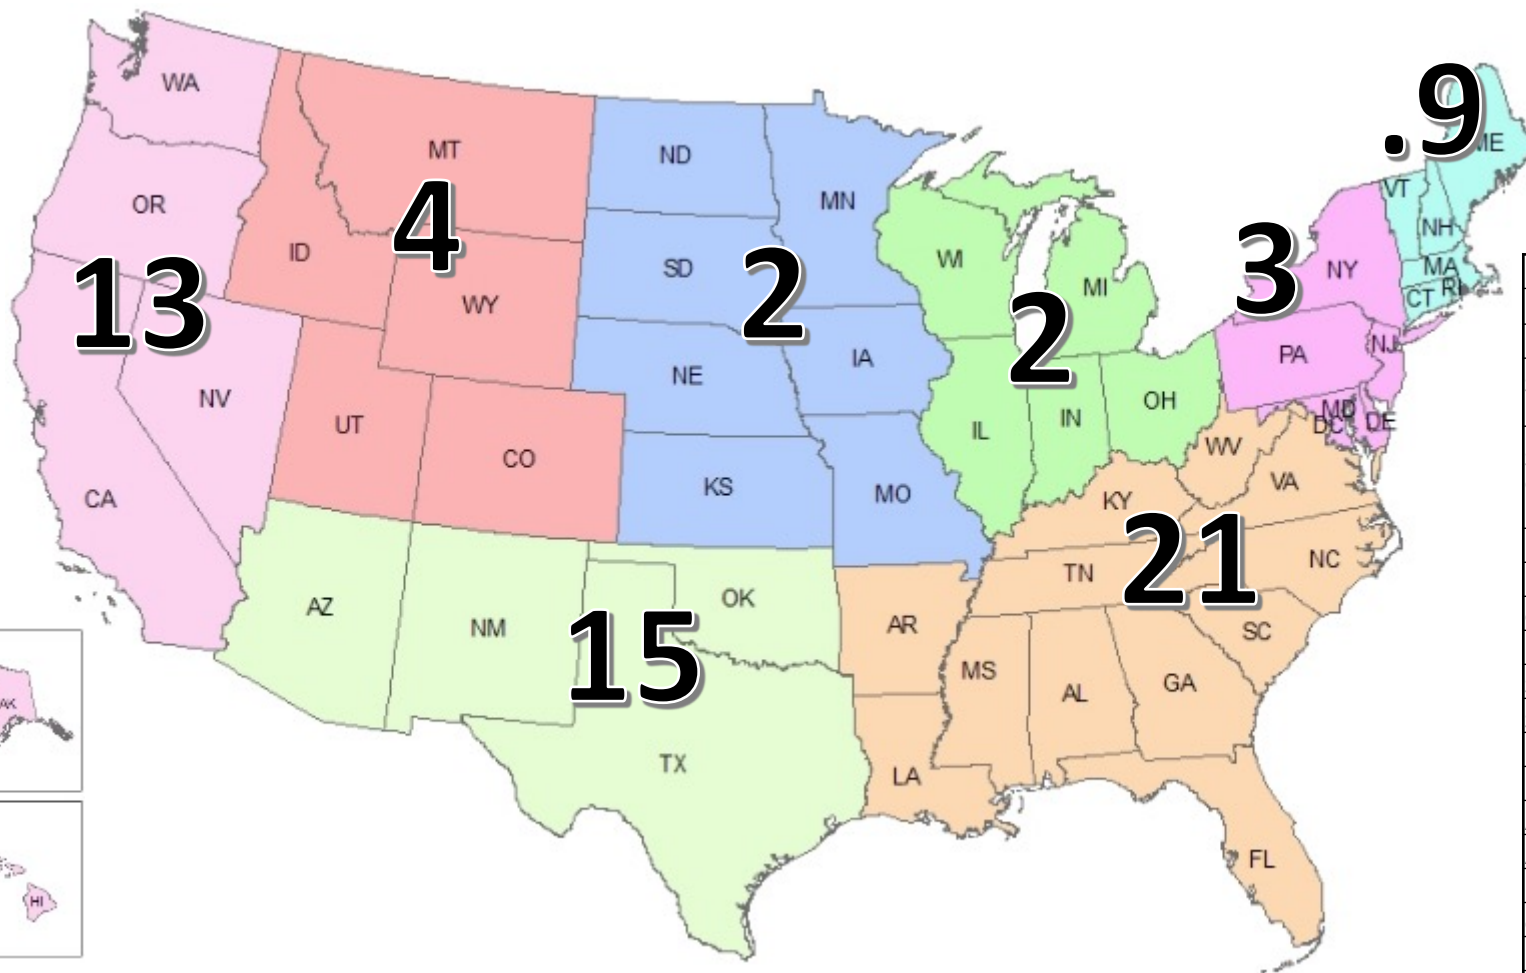 WA
MT
ND
MN
.9
ME
VT
NH
OR
ID
4
WY
SD
2
WI
MI
3
NY
MA
RI
CT
13
NV
UT
CO
NE
IA
2
IL
IN
OH
PA
NJ
MD
DC
DE
CA
KS
MO
WV
VA
KY
AZ
NM
OK
15
AR
TN
21
NC
SC
MS
AL
GA
TX
LA
FL
AK
HI